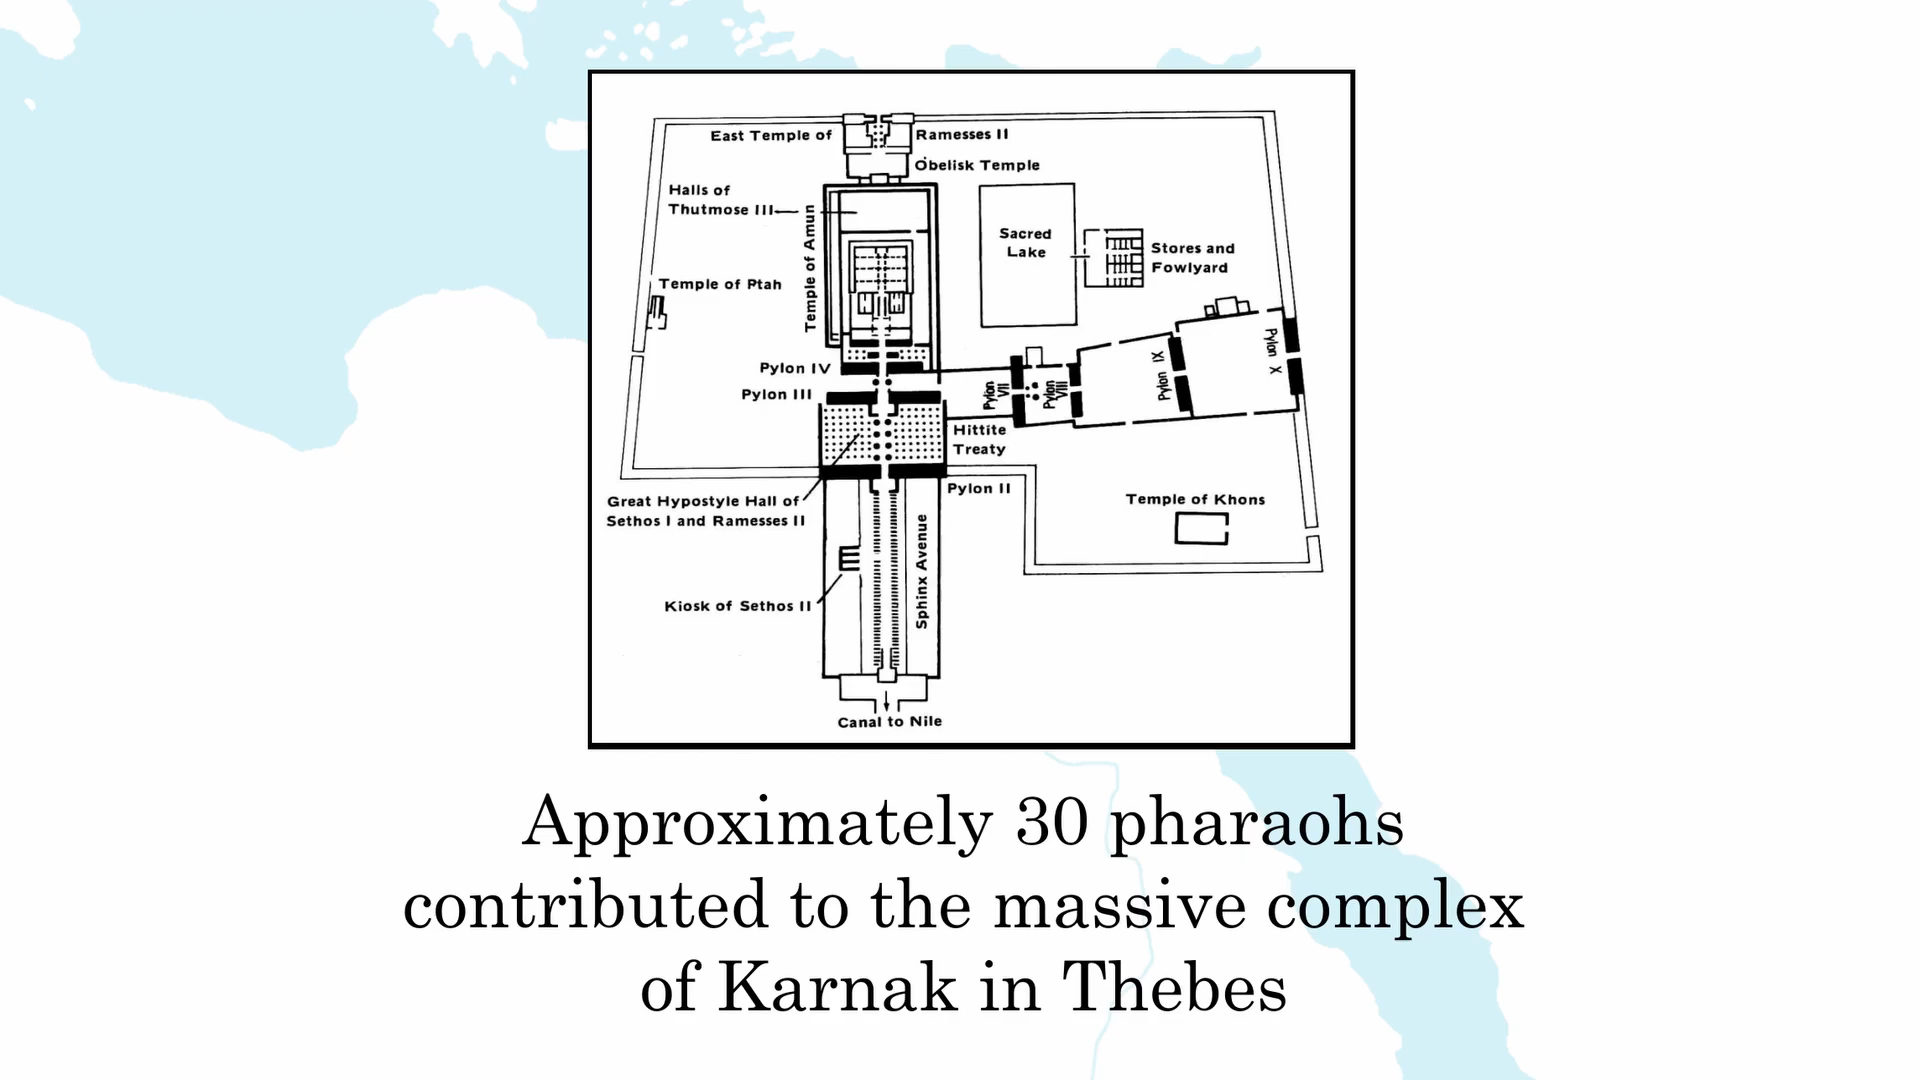 East Temple of
Ramesses II
Obelisk Temple
Halls of
Thutmose III
Temple of Amun
Sacred
Lake
Stores and
Fowlyard
Temple of Ptah
Pylon IV
Pylon III
Pylon VII
Pylon VIII
Pylon IX
Pylon X
Hittite
Treaty
Pylon II
Great Hypostyle Hall of
Sethos I and Ramesses II
Temple of Khons
Sphinx Avenue
Kiosk of Sethos II
Canal to Nile
Approximately 30 pharaohs
contributed to the massive complex
of Karnak in Thebes